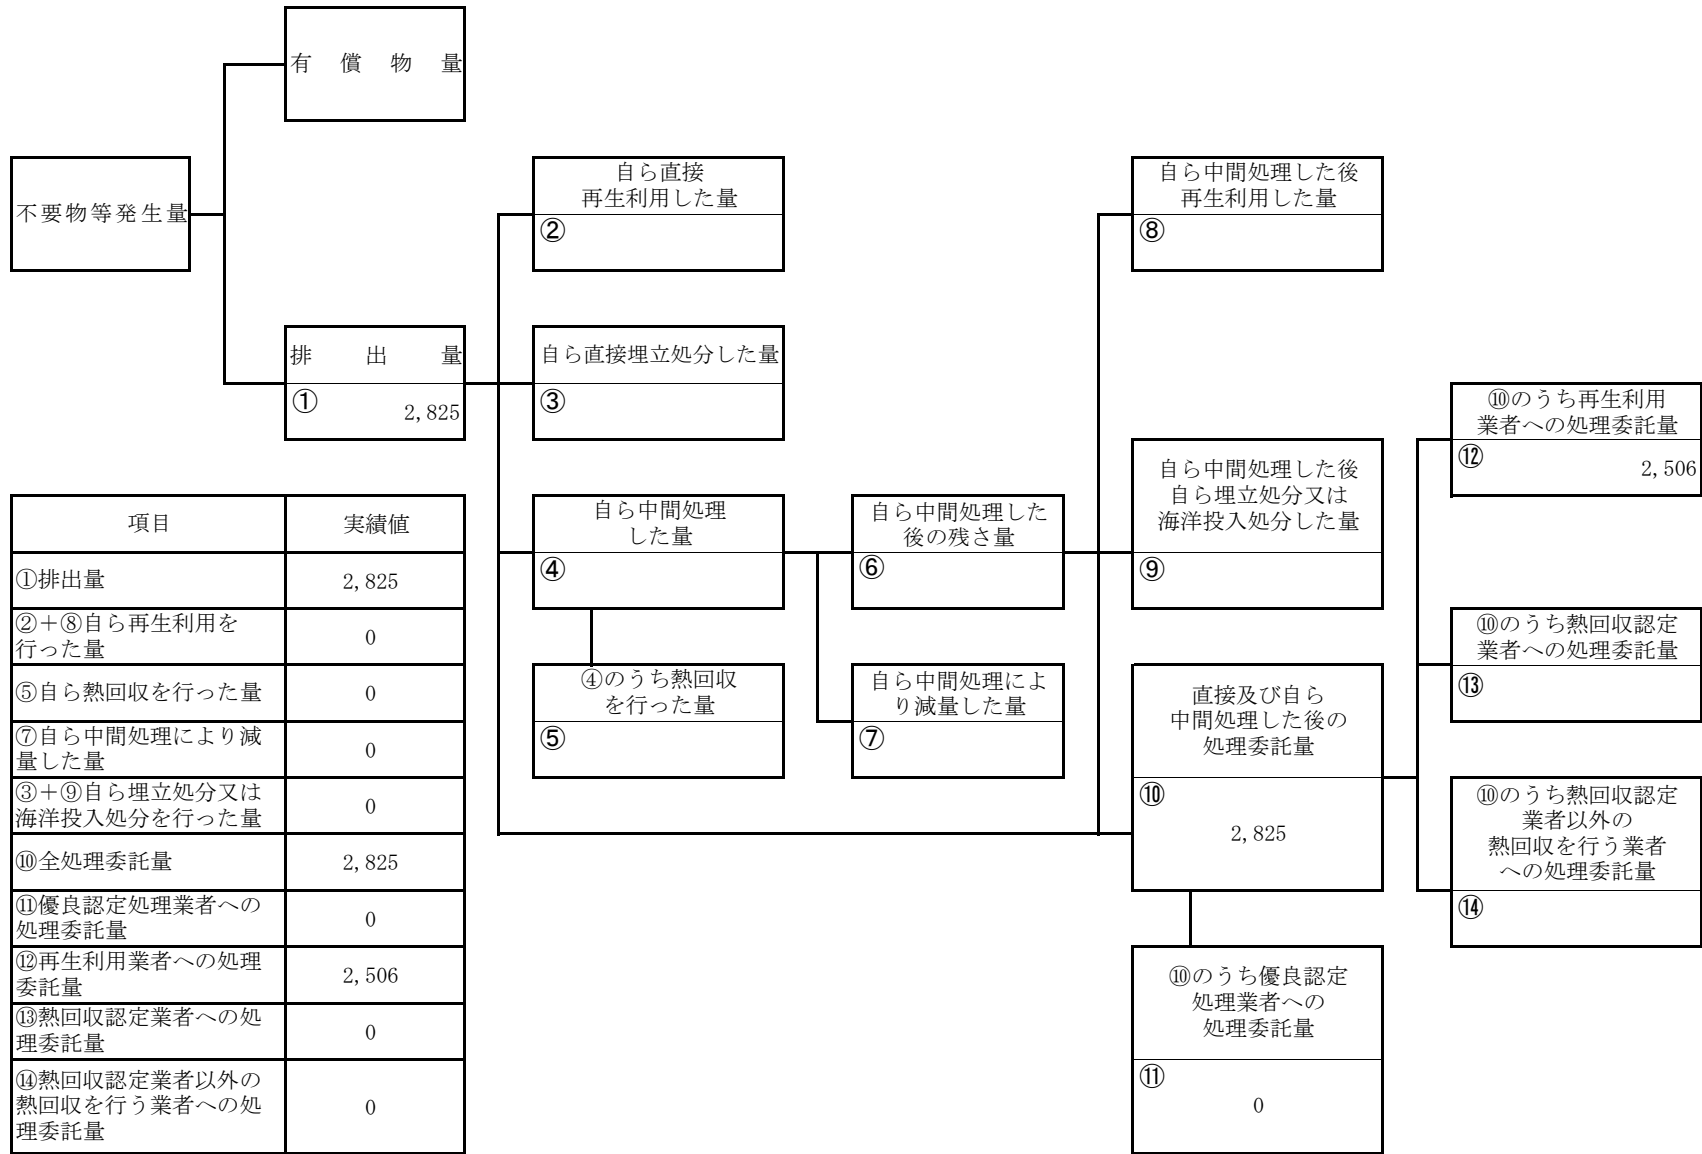 有償物量
不要物等発生量
排出量
①
2,825
自ら直接
再生利用した量
②
自ら直接埋立処分した量
③
自ら中間処理
した量
④
④のうち熱回収
を行った量
⑤
自ら中間処理した
後の残さ量
⑥
自ら中間処理によ
り減量した量
⑦
自ら中間処理した後
再生利用した量
⑧
自ら中間処理した後
自ら埋立処分又は
海洋投入処分した量
⑨
直接及び自ら
中間処理した後の
処理委託量
⑩
2,825
⑩のうち優良認定
処理業者への
処理委託量
⑪
0
⑩のうち再生利用
業者への処理委託量
⑫
2,506
⑩のうち熱回収認定
業者への処理委託量
⑬
⑩のうち熱回収認定
業者以外の
熱回収を行う業者
への処理委託量
⑭
項目 実績値
①排出量 2,825
②＋⑧自ら再生利用を
行った量 0
⑤自ら熱回収を行った量 0
⑦自ら中間処理により減
量した量 0
③＋⑨自ら埋立処分又は
海洋投入処分を行った量 0
⑩全処理委託量 2,825
⑪優良認定処理業者への
処理委託量 0
⑫再生利用業者への処理
委託量 2,506
⑬熱回収認定業者への処
理委託量 0
⑭熱回収認定業者以外の
熱回収を行う業者への処
理委託量 0